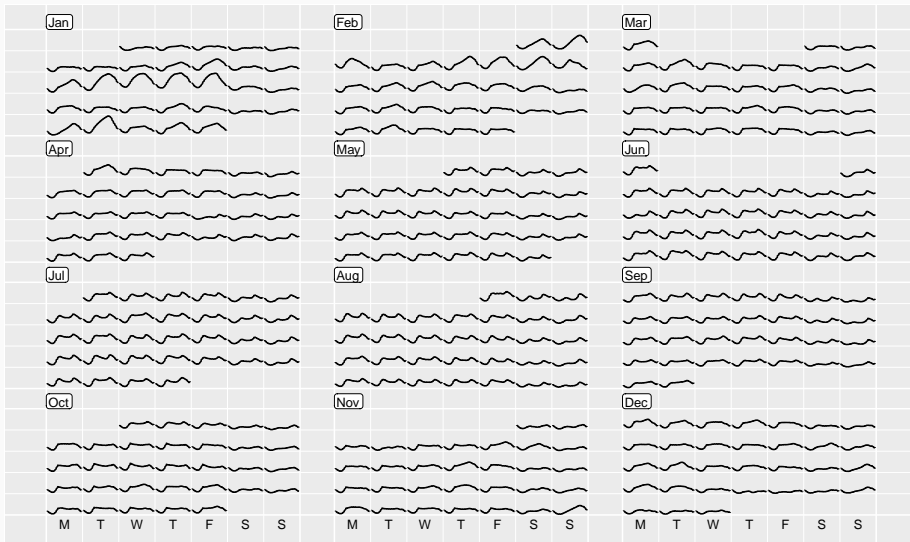 Jan Feb Mar
Apr May Jun
Jul Aug Sep
Oct Nov Dec
M T W T F S S M T W T F S S M T W T F S S